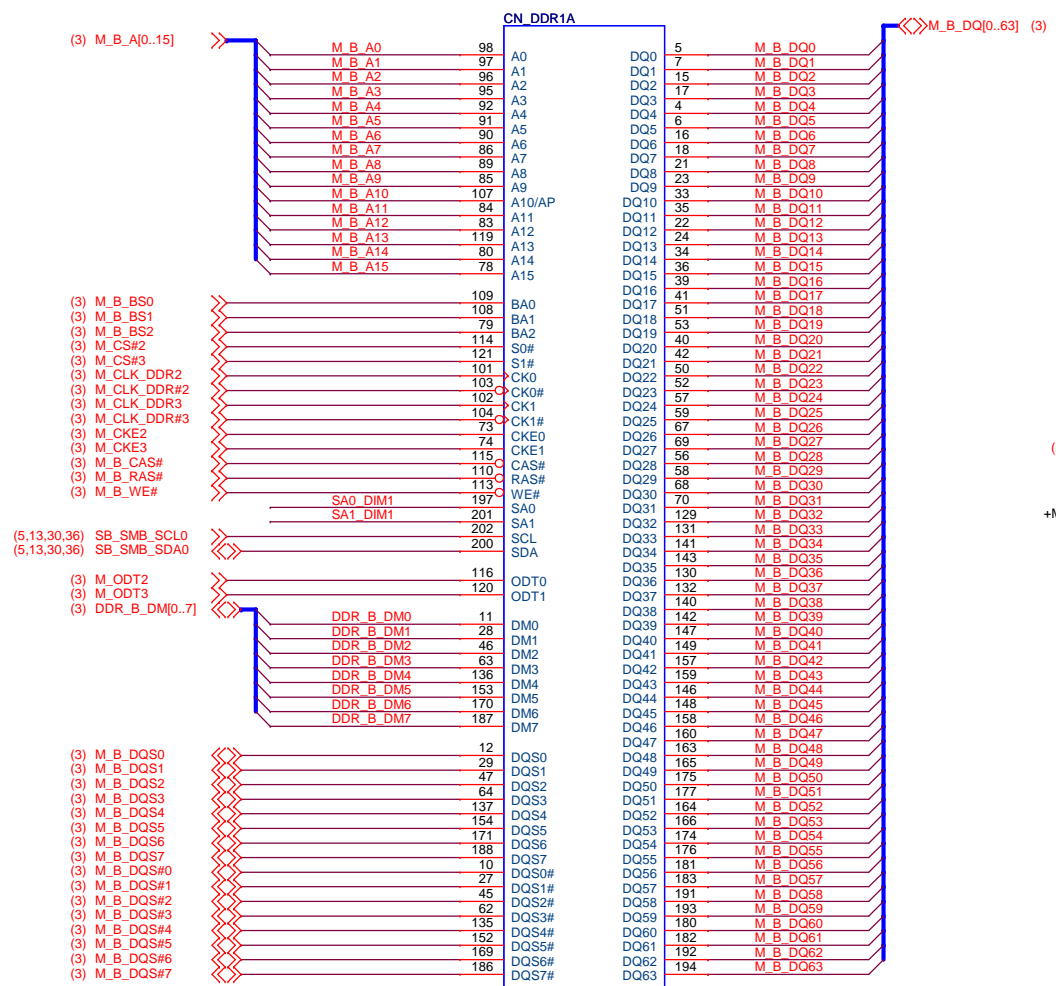 CN_DDR1A
(3) M_B_A[0..15]
M_B_A0 98 A0
M_B_A1 97 A1
M_B_A2 96 A2
M_B_A3 95 A3
M_B_A4 92 A4
M_B_A5 91 A5
M_B_A6 90 A6
M_B_A7 86 A7
M_B_A8 89 A8
M_B_A9 85 A9
M_B_A10 107 A10/AP
M_B_A11 84 A11
M_B_A12 83 A12
M_B_A13 119 A13
M_B_A14 80 A14
M_B_A15 78 A15
(3) M_B_BS0 109 BA0
(3) M_B_BS1 108 BA1
(3) M_B_BS2 79 BA2
(3) M_CS#2 114 S0#
(3) M_CS#3 121 S1#
(3) M_CLK_DDR2 101 CK0
(3) M_CLK_DDR#2 103 CK0#
(3) M_CLK_DDR3 102 CK1
(3) M_CLK_DDR#3 104 CK1#
(3) M_CKE2 73 CKE0
(3) M_CKE3 74 CKE1
(3) M_B_CAS# 115 CAS#
(3) M_B_RAS# 110 RAS#
(3) M_B_WE# 113 WE#
SA0_DIM1 197 SA0
SA1_DIM1 201 SA1
(5,13,30,36) SB_SMB_SCL0 202 SCL
(5,13,30,36) SB_SMB_SDA0 200 SDA
(3) M_ODT2 116 ODT0
(3) M_ODT3 120 ODT1
(3) DDR_B_DM[0..7]
DDR_B_DM0 11 DM0
DDR_B_DM1 28 DM1
DDR_B_DM2 46 DM2
DDR_B_DM3 63 DM3
DDR_B_DM4 136 DM4
DDR_B_DM5 153 DM5
DDR_B_DM6 170 DM6
DDR_B_DM7 187 DM7
(3) M_B_DQS0 12 DQS0
(3) M_B_DQS1 29 DQS1
(3) M_B_DQS2 47 DQS2
(3) M_B_DQS3 64 DQS3
(3) M_B_DQS4 137 DQS4
(3) M_B_DQS5 154 DQS5
(3) M_B_DQS6 171 DQS6
(3) M_B_DQS7 188 DQS7
(3) M_B_DQS#0 10 DQS0#
(3) M_B_DQS#1 27 DQS1#
(3) M_B_DQS#2 45 DQS2#
(3) M_B_DQS#3 62 DQS3#
(3) M_B_DQS#4 135 DQS4#
(3) M_B_DQS#5 152 DQS5#
(3) M_B_DQS#6 169 DQS6#
(3) M_B_DQS#7 186 DQS7#
M_B_DQ[0..63] (3)
DQ0 5 M_B_DQ0
DQ1 7 M_B_DQ1
DQ2 15 M_B_DQ2
DQ3 17 M_B_DQ3
DQ4 4 M_B_DQ4
DQ5 6 M_B_DQ5
DQ6 16 M_B_DQ6
DQ7 18 M_B_DQ7
DQ8 21 M_B_DQ8
DQ9 23 M_B_DQ9
DQ10 33 M_B_DQ10
DQ11 35 M_B_DQ11
DQ12 22 M_B_DQ12
DQ13 24 M_B_DQ13
DQ14 34 M_B_DQ14
DQ15 36 M_B_DQ15
DQ16 39 M_B_DQ16
DQ17 41 M_B_DQ17
DQ18 51 M_B_DQ18
DQ19 53 M_B_DQ19
DQ20 40 M_B_DQ20
DQ21 42 M_B_DQ21
DQ22 50 M_B_DQ22
DQ23 52 M_B_DQ23
DQ24 57 M_B_DQ24
DQ25 59 M_B_DQ25
DQ26 67 M_B_DQ26
DQ27 69 M_B_DQ27
DQ28 56 M_B_DQ28
DQ29 58 M_B_DQ29
DQ30 68 M_B_DQ30
DQ31 70 M_B_DQ31
DQ32 129 M_B_DQ32
DQ33 131 M_B_DQ33
DQ34 141 M_B_DQ34
DQ35 143 M_B_DQ35
DQ36 130 M_B_DQ36
DQ37 132 M_B_DQ37
DQ38 140 M_B_DQ38
DQ39 142 M_B_DQ39
DQ40 147 M_B_DQ40
DQ41 149 M_B_DQ41
DQ42 157 M_B_DQ42
DQ43 159 M_B_DQ43
DQ44 146 M_B_DQ44
DQ45 148 M_B_DQ45
DQ46 158 M_B_DQ46
DQ47 160 M_B_DQ47
DQ48 163 M_B_DQ48
DQ49 165 M_B_DQ49
DQ50 175 M_B_DQ50
DQ51 177 M_B_DQ51
DQ52 164 M_B_DQ52
DQ53 166 M_B_DQ53
DQ54 174 M_B_DQ54
DQ55 176 M_B_DQ55
DQ56 181 M_B_DQ56
DQ57 183 M_B_DQ57
DQ58 191 M_B_DQ58
DQ59 193 M_B_DQ59
DQ60 180 M_B_DQ60
DQ61 182 M_B_DQ61
DQ62 192 M_B_DQ62
DQ63 194 M_B_DQ63